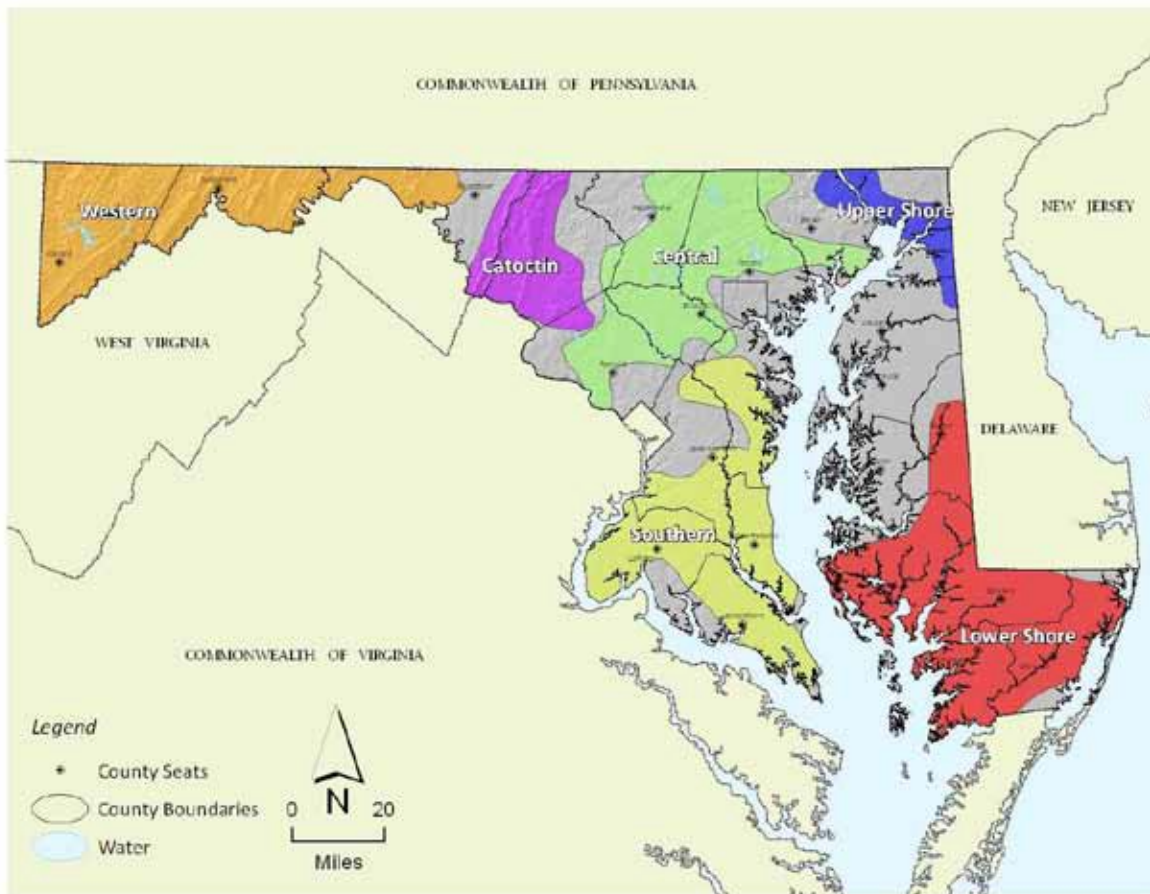 COMMONWEALTH OF PENNSYLVANIA
Western
Upper Shore
NEW JERSEY
Catoctin
Central
WEST VIRGINIA
DELAWARE
Southern
Lower Shore
COMMONWEALTH OF VIRGINIA
Legend
County Seats
County Boundaries
Water
N
0 20
Miles